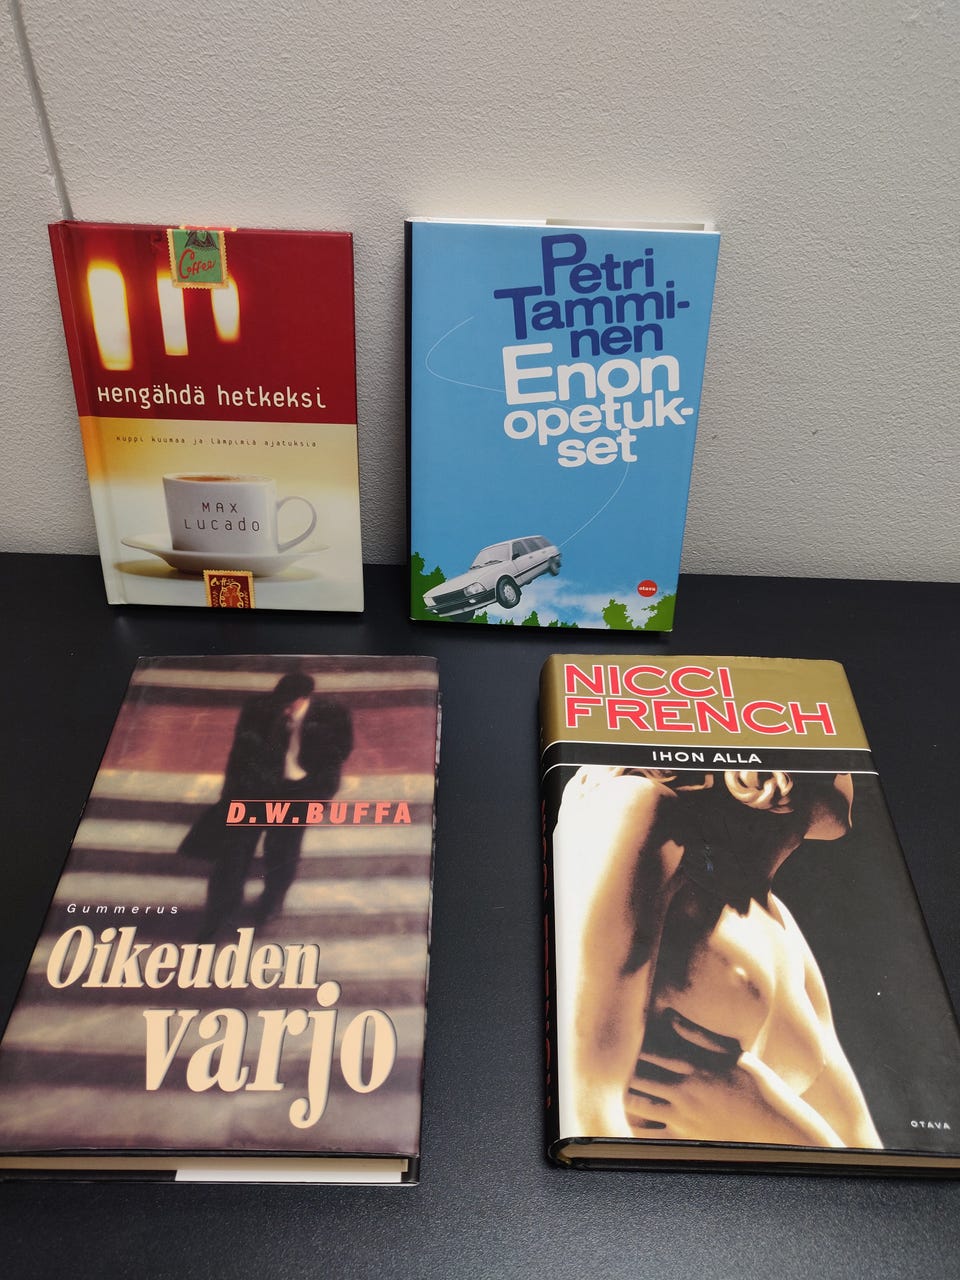 Coffee
Hengähdä hetkeksi
kuppi kuumaa ja lämpimiä ajatuksia
MAX
LUCADO
Coffee
Petri
Tammi-
nen
Enon
opetuk-
set
otava
D.W.BUFFA
Gummerus
Oikeuden
varjo
NICCI
FRENCH
IHON ALLA
OTAVA